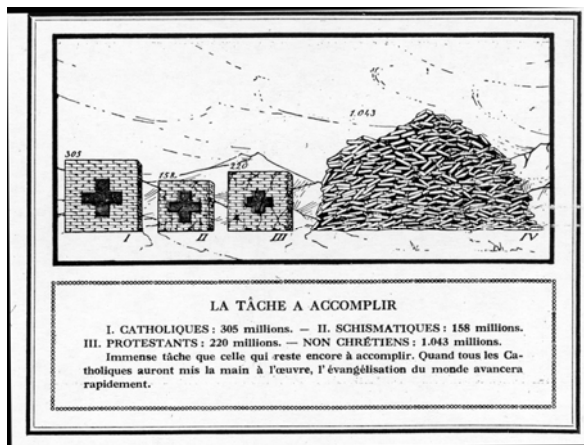 305
158.
220
1.043
I
II
III
IV
LA TÂCHE A ACCOMPLIR
I. CATHOLIQUES : 305 millions. — II. SCHISMATIQUES : 158 millions.
III. PROTESTANTS : 220 millions. — NON CHRÉTIENS : 1.043 millions.
Immense tâche que celle qui reste encore à accomplir. Quand tous les Ca-
tholiques auront mis la main à l'œuvre, l'évangélisation du monde avancera
rapidement.